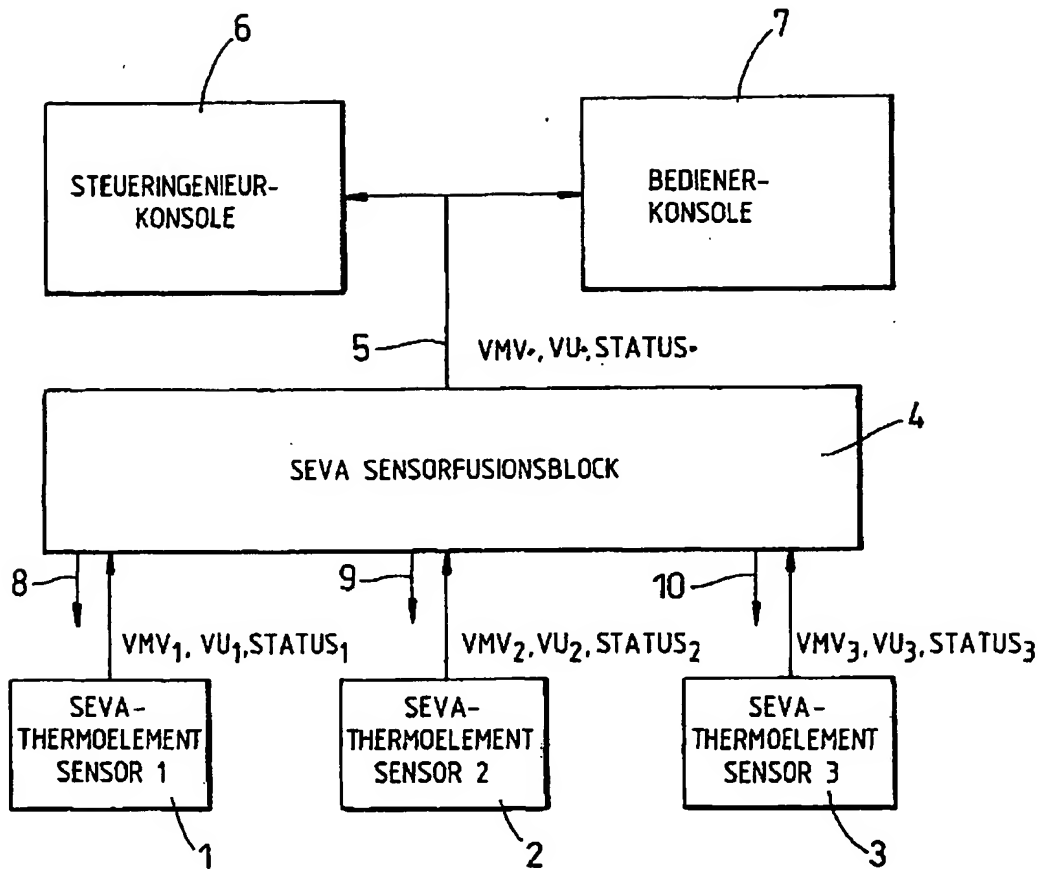 6
7
STEUERINGENIEUR-
KONSOLE
BEDIENER-
KONSOLE
5
VMV*, VU*, STATUS*
4
SEVA SENSORFUSIONSBLOCK
8
9
10
VMV₁, VU₁, STATUS₁
VMV₂, VU₂, STATUS₂
VMV₃, VU₃, STATUS₃
SEVA-
THERMOELEMENT
SENSOR 1
SEVA-
THERMOELEMENT
SENSOR 2
SEVA-
THERMOELEMENT
SENSOR 3
1
2
3